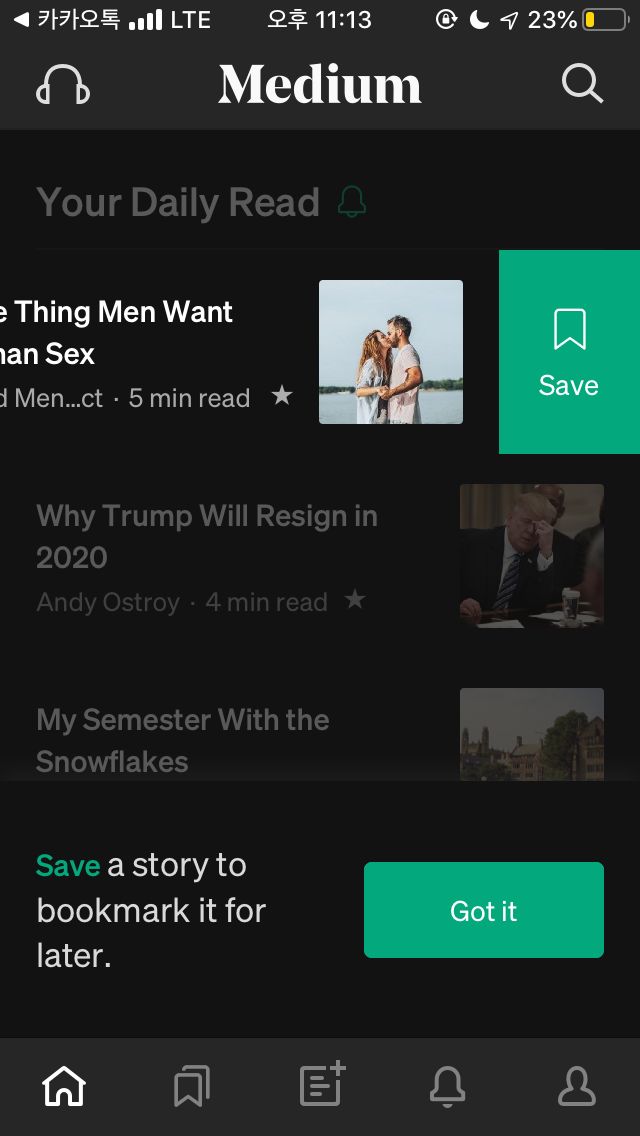 카카오톡 LTE 오후 11:13 23%
Medium
Your Daily Read
e Thing Men Want
nan Sex
d Men...ct · 5 min read
Save
Why Trump Will Resign in
2020
Andy Ostroy · 4 min read
My Semester With the
Snowflakes
Save a story to
bookmark it for
later.
Got it